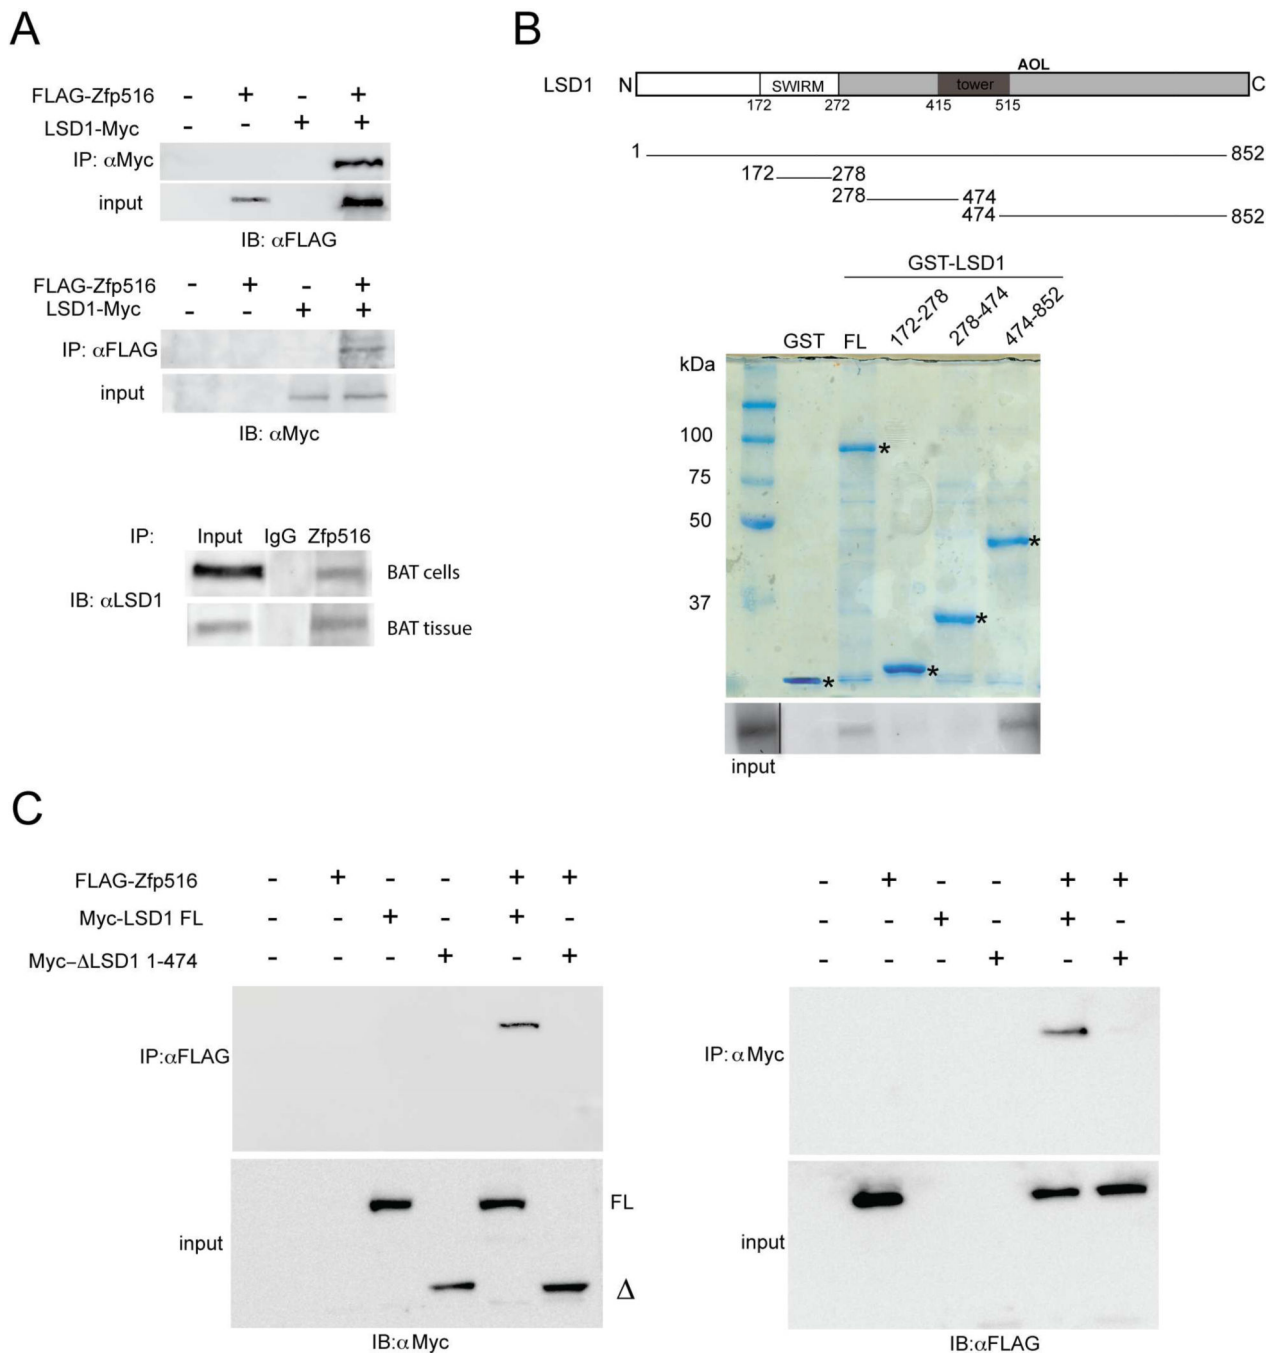 A
FLAG-Zfp516 - + - +
LSD1-Myc - - + +
IP: αMyc
input
IB: αFLAG
FLAG-Zfp516 - + - +
LSD1-Myc - - + +
IP: αFLAG
input
IB: αMyc
IP: Input IgG Zfp516
IB: αLSD1
BAT cells
BAT tissue
B
AOL
LSD1 N SWIRM tower C
172 272 415 515
1 852
172 278
278 474
474 852
GST-LSD1
kDa GST FL 172-278 278-474 474-852
100
*
75
50
*
37
*
*
*
input
C
FLAG-Zfp516 - + - - + +
Myc-LSD1 FL - - + - + -
Myc–ΔLSD1 1-474 - - - + - +
IP:αFLAG
input
FL
Δ
IB:αMyc
- + - - + +
- - + - + -
- - - + - +
IP:αMyc
input
IB:αFLAG